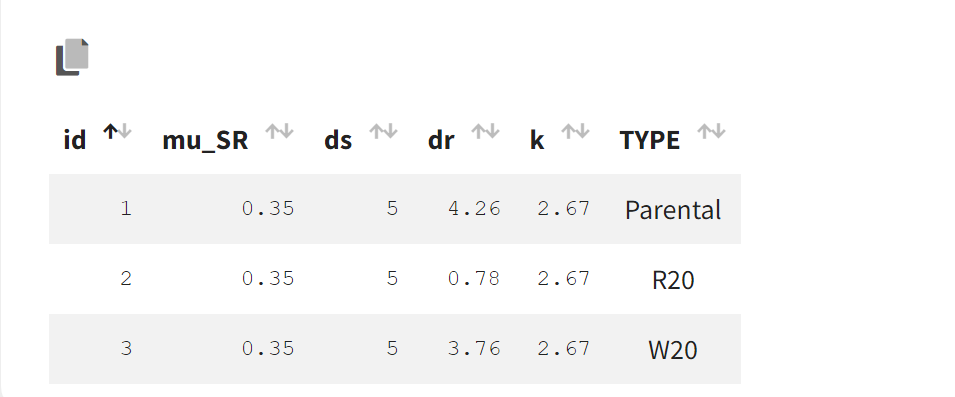 id mu_SR ds dr k TYPE
1 0.35 5 4.26 2.67 Parental
2 0.35 5 0.78 2.67 R20
3 0.35 5 3.76 2.67 W20